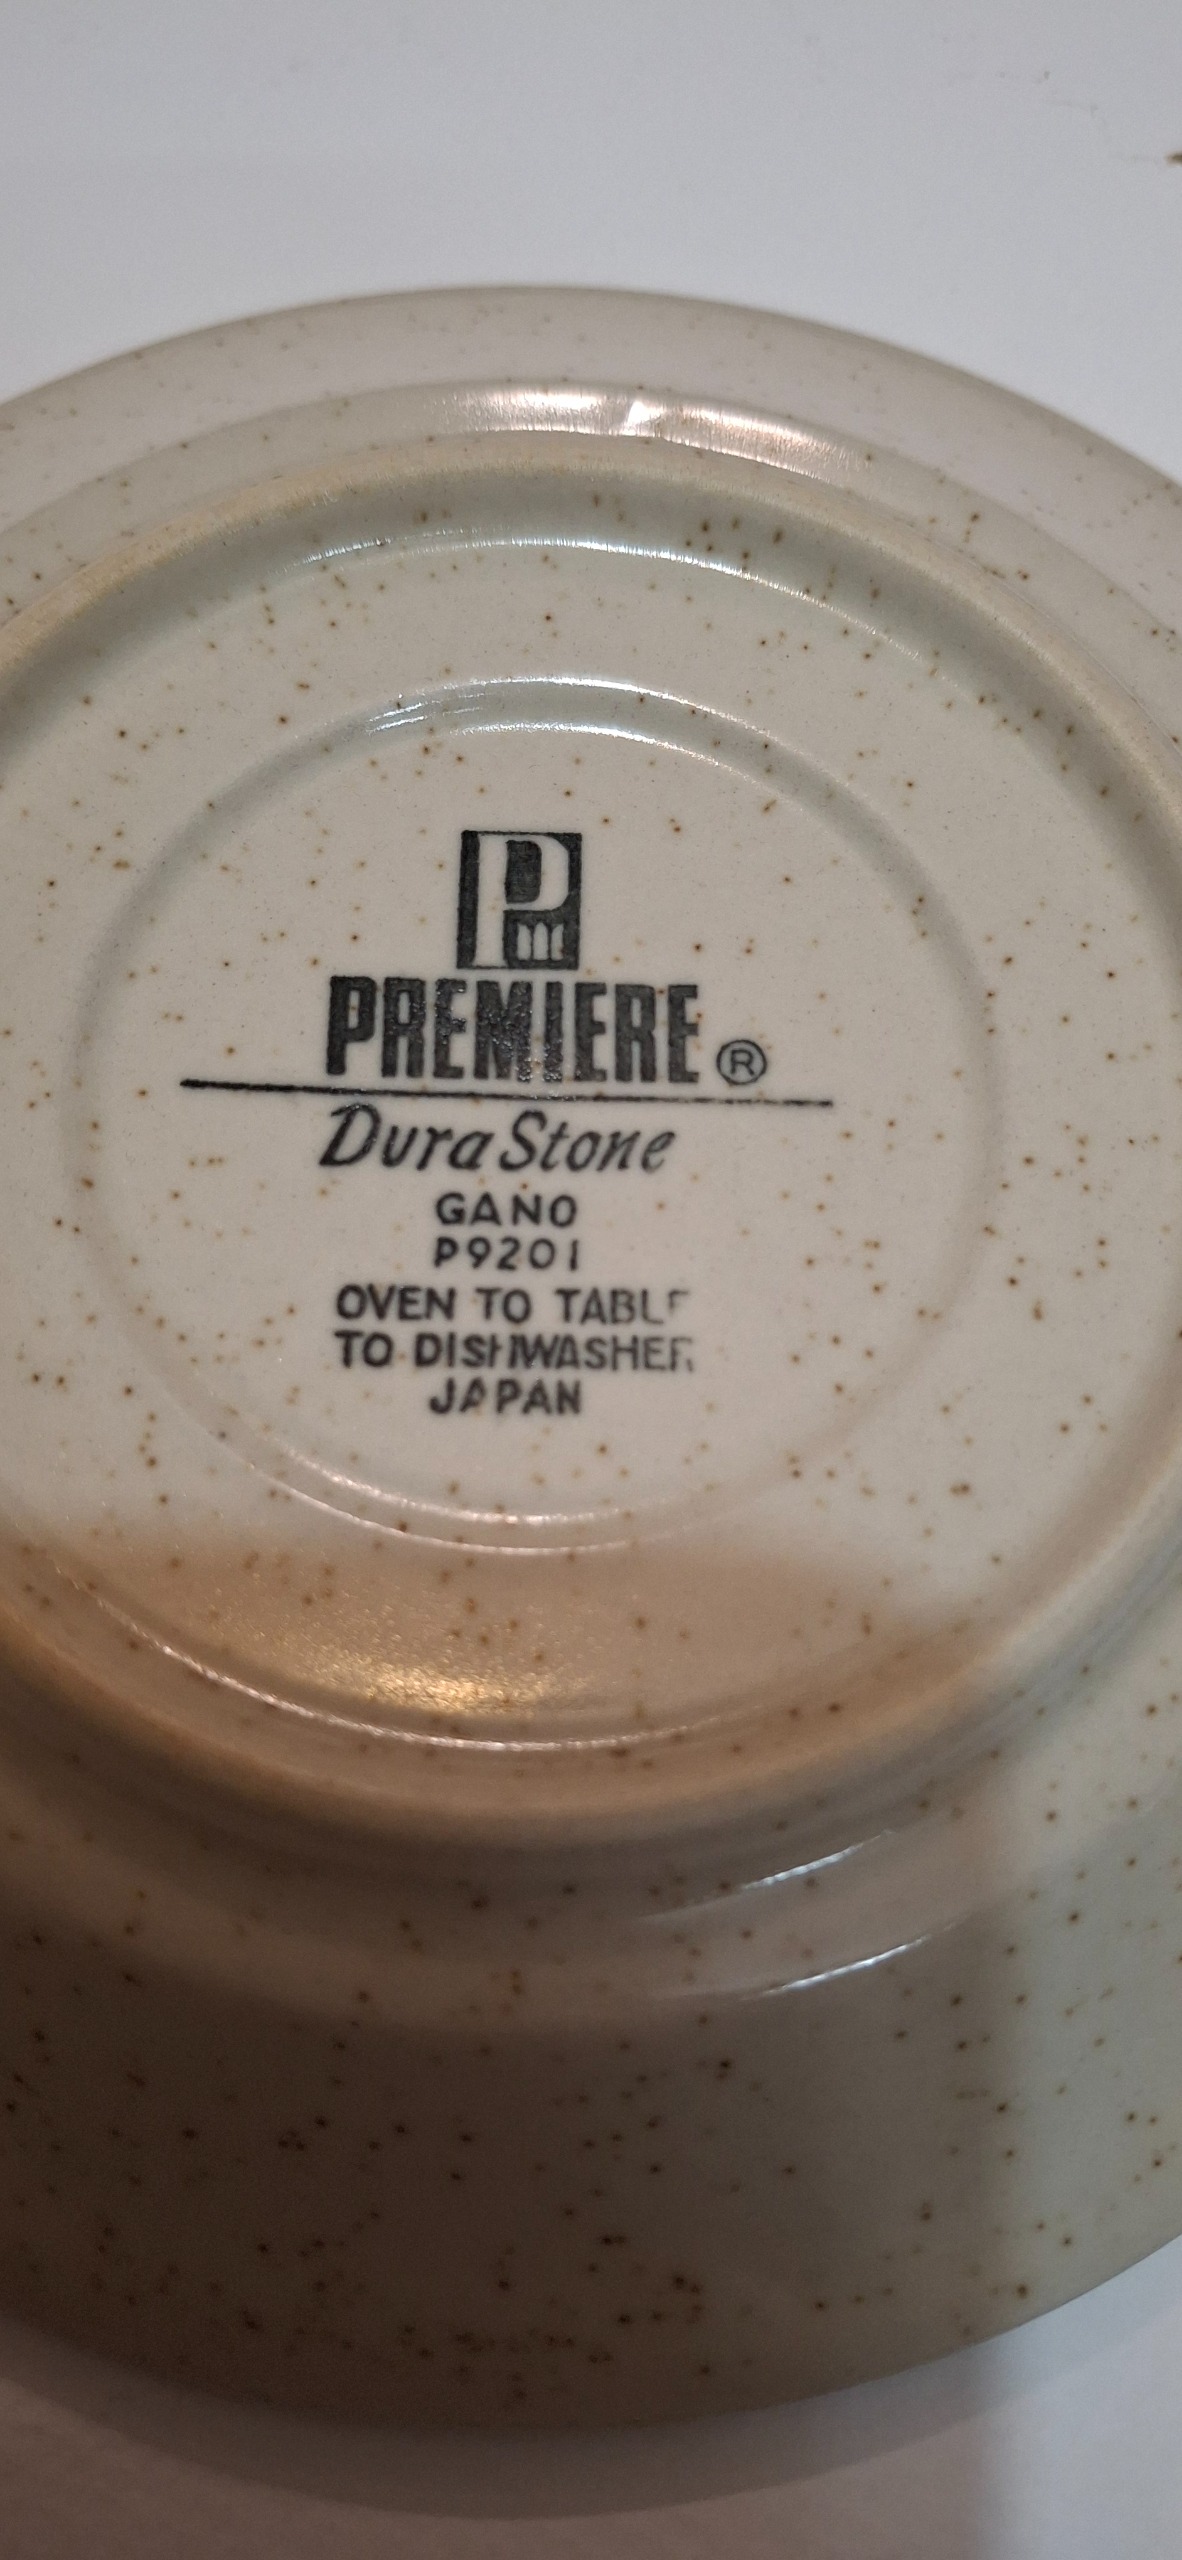 P m
PREMIERE®
Dura Stone
GANO
P9201
OVEN TO TABLE
TO DISHWASHER
JAPAN